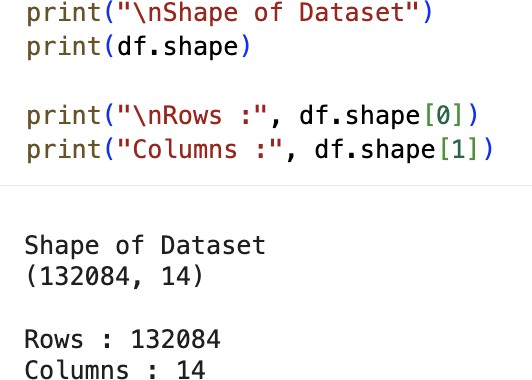 print("\nShape of Dataset")
print(df.shape)
print("\nRows :", df.shape[0])
print("Columns :", df.shape[1])
Shape of Dataset
(132084, 14)
Rows : 132084
Columns : 14